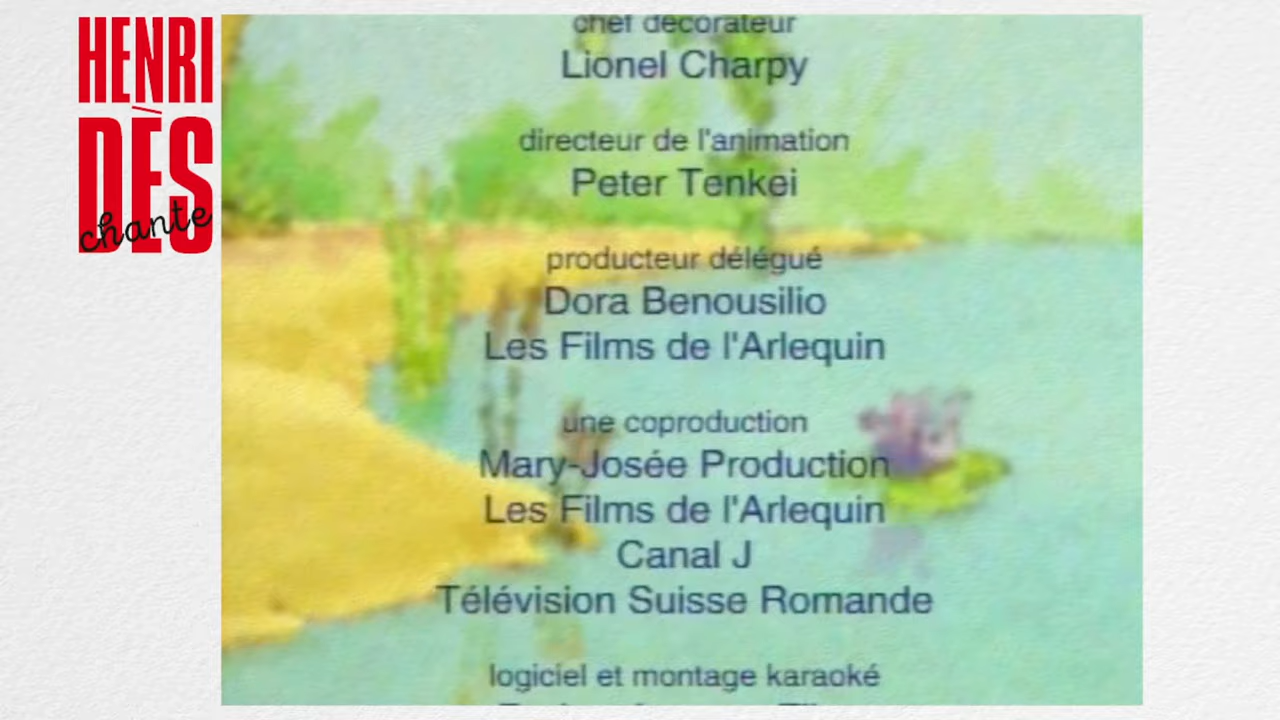 HENRI
DÈS
chante
chef décorateur
Lionel Charpy
directeur de l'animation
Peter Tenkei
producteur délégué
Dora Benousilio
Les Films de l'Arlequin
une coproduction
Mary-Josée Production
Les Films de l'Arlequin
Canal J
Télévision Suisse Romande
logiciel et montage karaoké